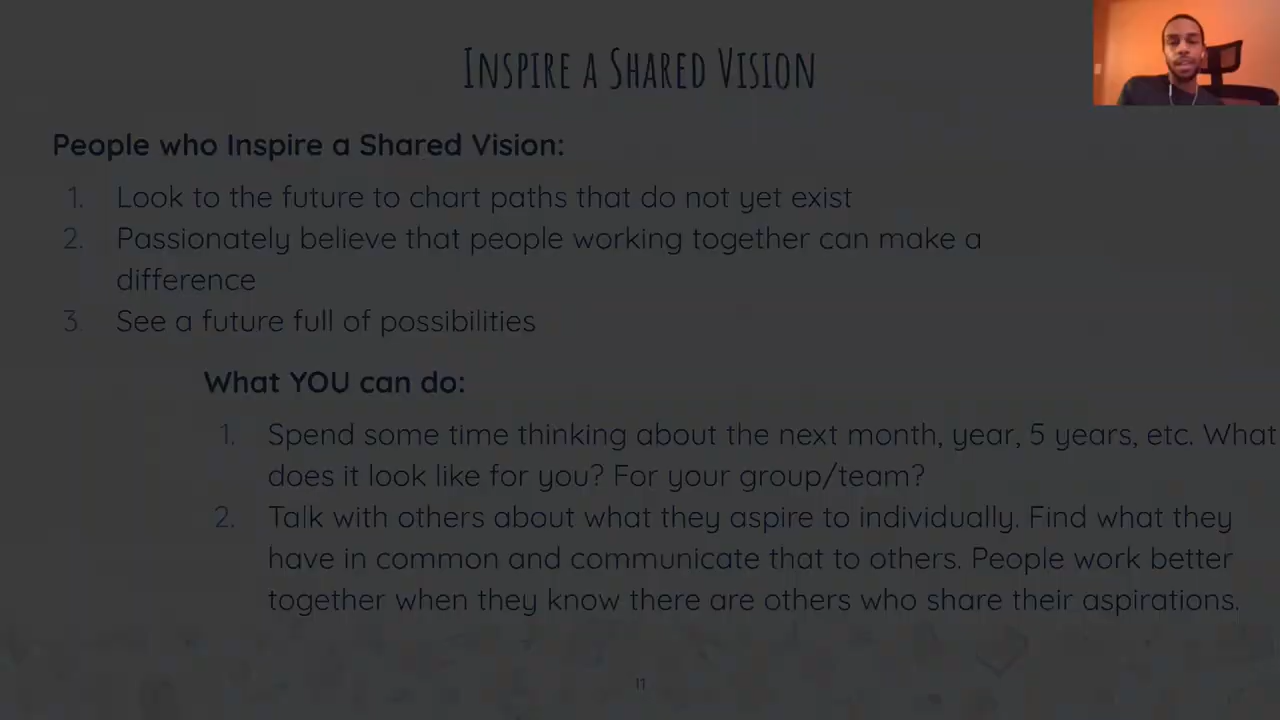 Inspire a Shared Vision
People who Inspire a Shared Vision:
1. Look to the future to chart paths that do not yet exist
2. Passionately believe that people working together can make a
difference
3. See a future full of possibilities
What YOU can do:
1. Spend some time thinking about the next month, year, 5 years, etc. What
does it look like for you? For your group/team?
2. Talk with others about what they aspire to individually. Find what they
have in common and communicate that to others. People work better
together when they know there are others who share their aspirations.
11